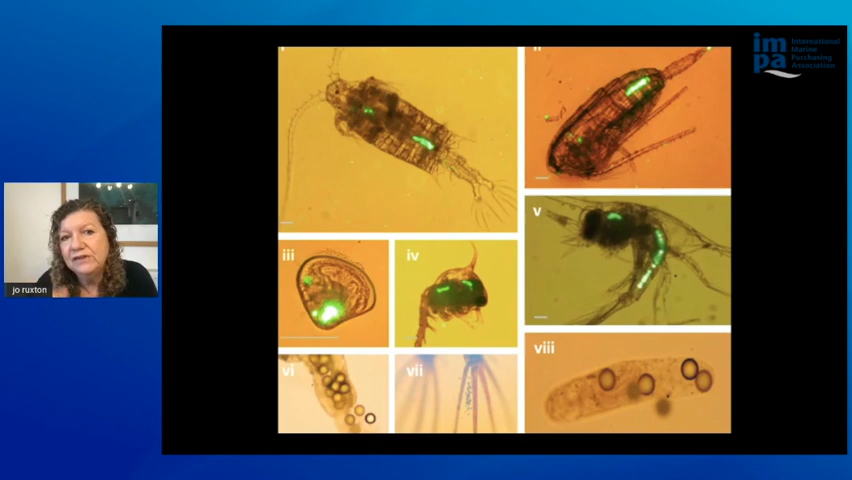 i
ii
impa
International
Marine
Purchasing
Association
v
iii
iv
viii
vi
vii
jo ruxton